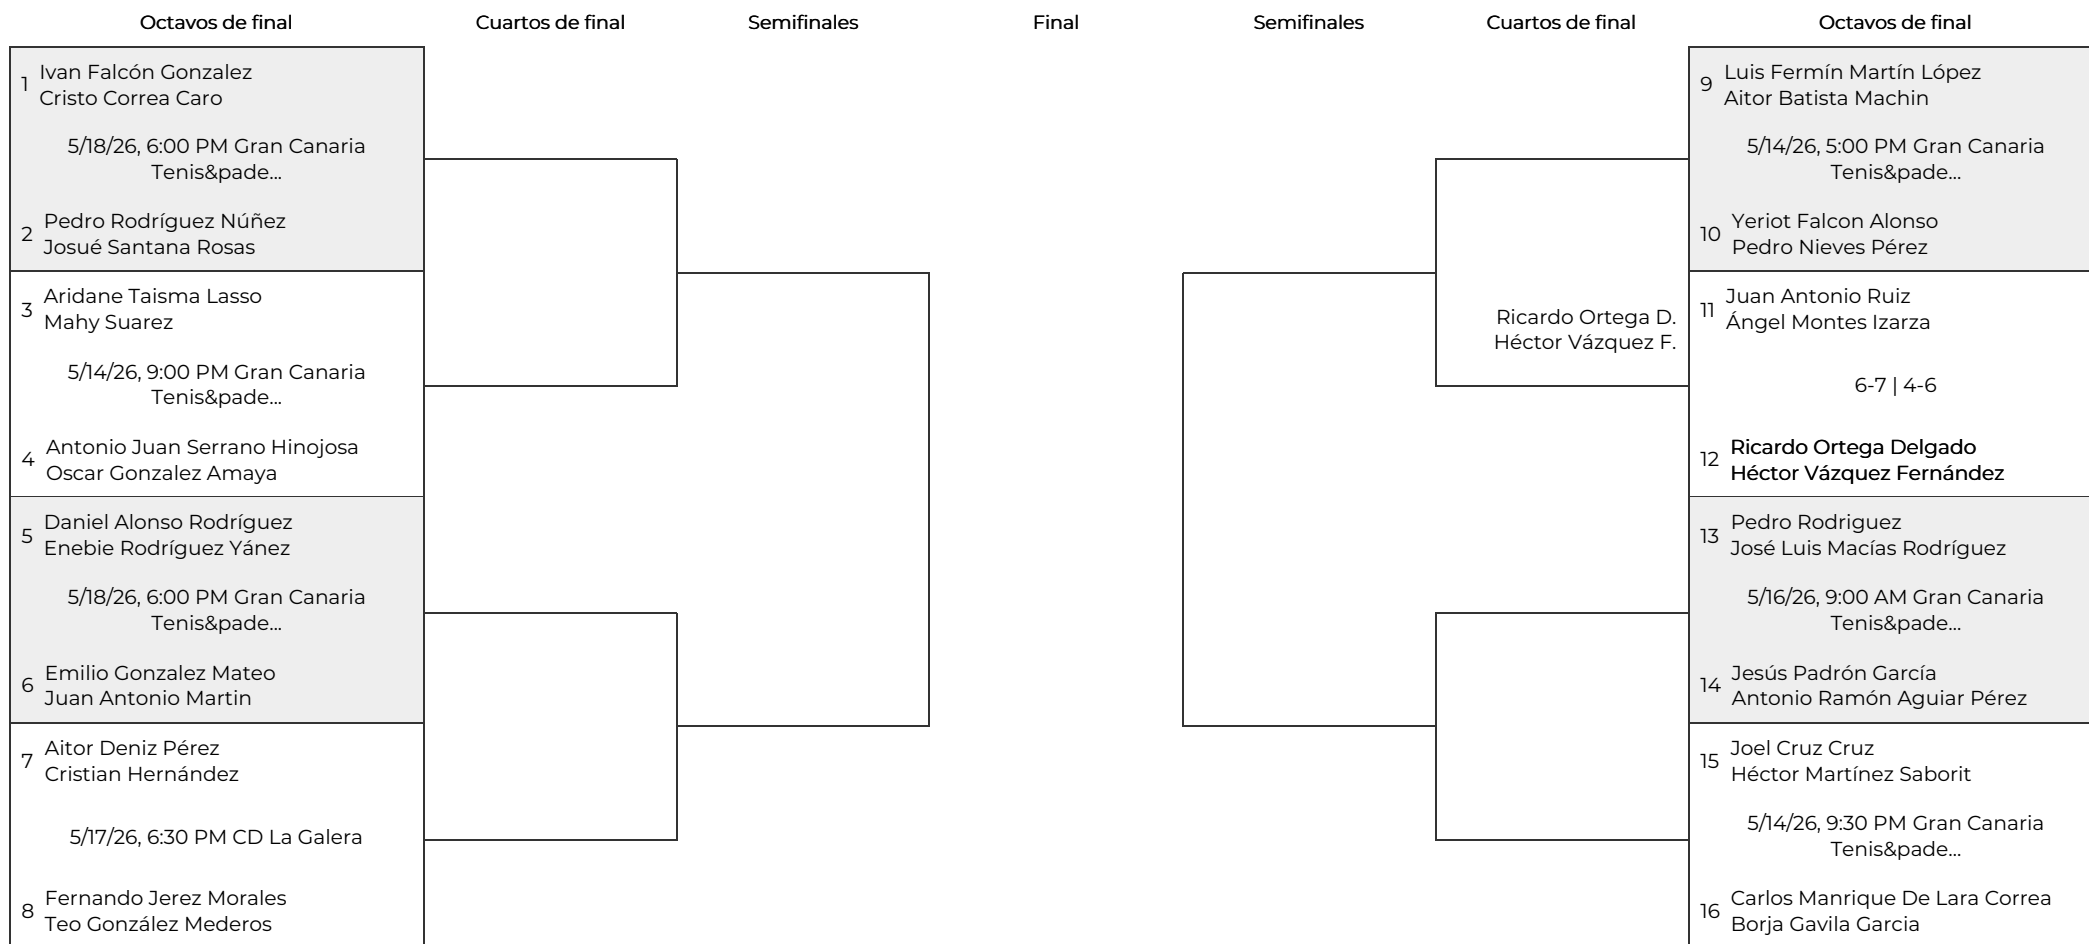 Octavos de final
Cuartos de final
Semifinales
Final
Semifinales
Cuartos de final
Octavos de final
1
Ivan Falcón Gonzalez
Cristo Correa Caro
5/18/26, 6:00 PM Gran Canaria
Tenis&pade...
2
Pedro Rodríguez Núñez
Josué Santana Rosas
3
Aridane Taisma Lasso
Mahy Suarez
5/14/26, 9:00 PM Gran Canaria
Tenis&pade...
4
Antonio Juan Serrano Hinojosa
Oscar Gonzalez Amaya
5
Daniel Alonso Rodríguez
Enebie Rodríguez Yánez
5/18/26, 6:00 PM Gran Canaria
Tenis&pade...
6
Emilio Gonzalez Mateo
Juan Antonio Martin
7
Aitor Deniz Pérez
Cristian Hernández
5/17/26, 6:30 PM CD La Galera
8
Fernando Jerez Morales
Teo González Mederos
Ricardo Ortega D.
Héctor Vázquez F.
9
Luis Fermín Martín López
Aitor Batista Machin
5/14/26, 5:00 PM Gran Canaria
Tenis&pade...
10
Yeriot Falcon Alonso
Pedro Nieves Pérez
11
Juan Antonio Ruiz
Ángel Montes Izarza
6-7 | 4-6
12
Ricardo Ortega Delgado
Héctor Vázquez Fernández
13
Pedro Rodriguez
José Luis Macías Rodríguez
5/16/26, 9:00 AM Gran Canaria
Tenis&pade...
14
Jesús Padrón García
Antonio Ramón Aguiar Pérez
15
Joel Cruz Cruz
Héctor Martínez Saborit
5/14/26, 9:30 PM Gran Canaria
Tenis&pade...
16
Carlos Manrique De Lara Correa
Borja Gavila Garcia